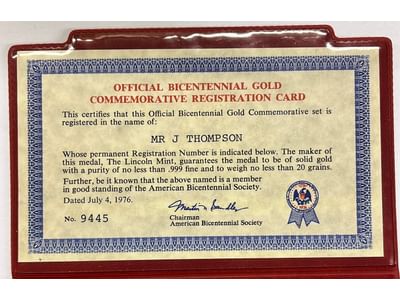 OFFICIAL BICENTENNIAL GOLD
COMMEMORATIVE REGISTRATION CARD
This certifies that this Official Bicentennial Gold Commemorative set is
registered in the name of:
MR J THOMPSON
Whose permanent Registration Number is indicated below. The maker of
this medal, The Lincoln Mint, guarantees the medal to be of solid gold
with a purity of no less than .999 fine and to weigh no less than 20 grains.
Further, be it known that the above named is a member
in good standing of the American Bicentennial Society.
Dated July 4, 1976.
No. 9445
Chairman
American Bicentennial Society